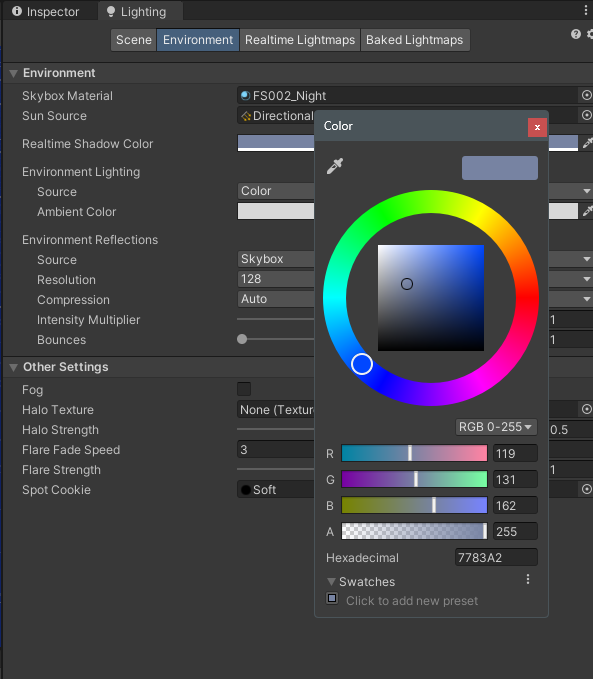 Inspector Lighting
Scene Environment Realtime Lightmaps Baked Lightmaps
Environment
Skybox Material FS002_Night
Sun Source Directional
Color x
Realtime Shadow Color
Environment Lighting
Source Color
Ambient Color
Environment Reflections
Source Skybox
Resolution 128
Compression Auto
Intensity Multiplier 1
Bounces 1
Other Settings
Fog
Halo Texture None (Texture
Halo Strength 0.5
RGB 0-255
Flare Fade Speed 3
R 119
Flare Strength 1
G 131
Spot Cookie Soft
B 162
A 255
Hexadecimal 7783A2
Swatches
Click to add new preset